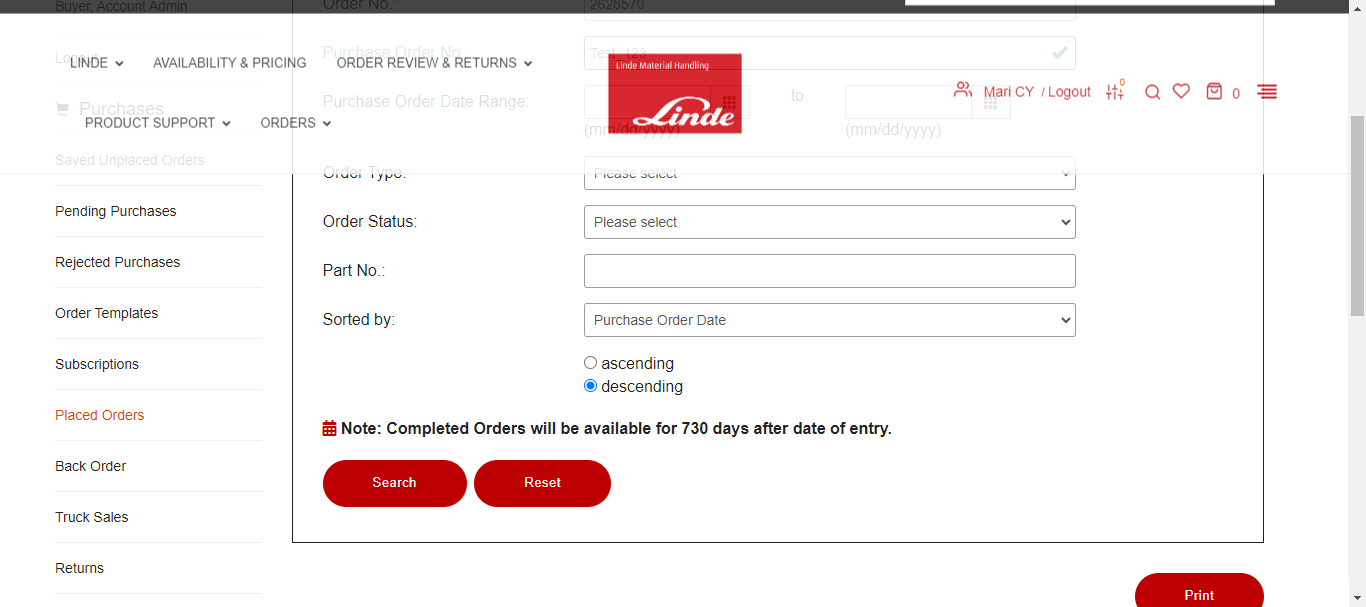 Buyer, Account Admin
Order No.:
2628570
Logout
Purchase Order No.:
Test_123
LINDE
AVAILABILITY & PRICING
ORDER REVIEW & RETURNS
Linde Material Handling
Linde
Mari CY / Logout
0
0
Purchases
Purchase Order Date Range:
to
PRODUCT SUPPORT
ORDERS
(mm/dd/yyyy)
(mm/dd/yyyy)
Saved Unplaced Orders
Order Type:
Please select
Pending Purchases
Order Status:
Please select
Rejected Purchases
Part No.:
Order Templates
Sorted by:
Purchase Order Date
Subscriptions
ascending
descending
Placed Orders
Note: Completed Orders will be available for 730 days after date of entry.
Back Order
Search
Reset
Truck Sales
Returns
Print